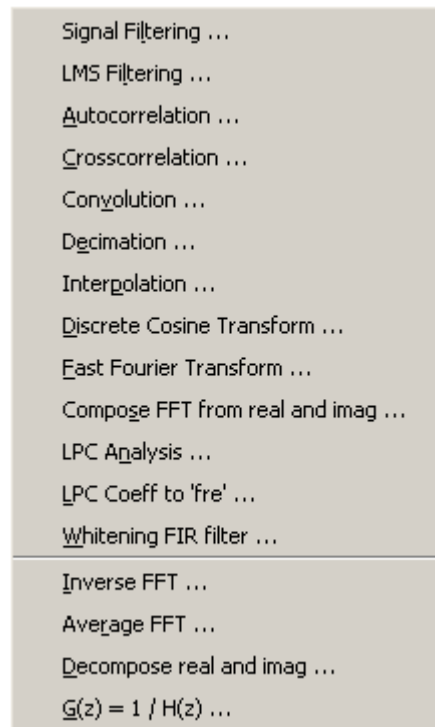 Signal Filtering ...
LMS Filtering ...
Autocorrelation ...
Crosscorrelation ...
Convolution ...
Decimation ...
Interpolation ...
Discrete Cosine Transform ...
Fast Fourier Transform ...
Compose FFT from real and imag ...
LPC Analysis ...
LPC Coeff to 'fre' ...
Whitening FIR filter ...
Inverse FFT ...
Average FFT ...
Decompose real and imag ...
G(z) = 1 / H(z) ...